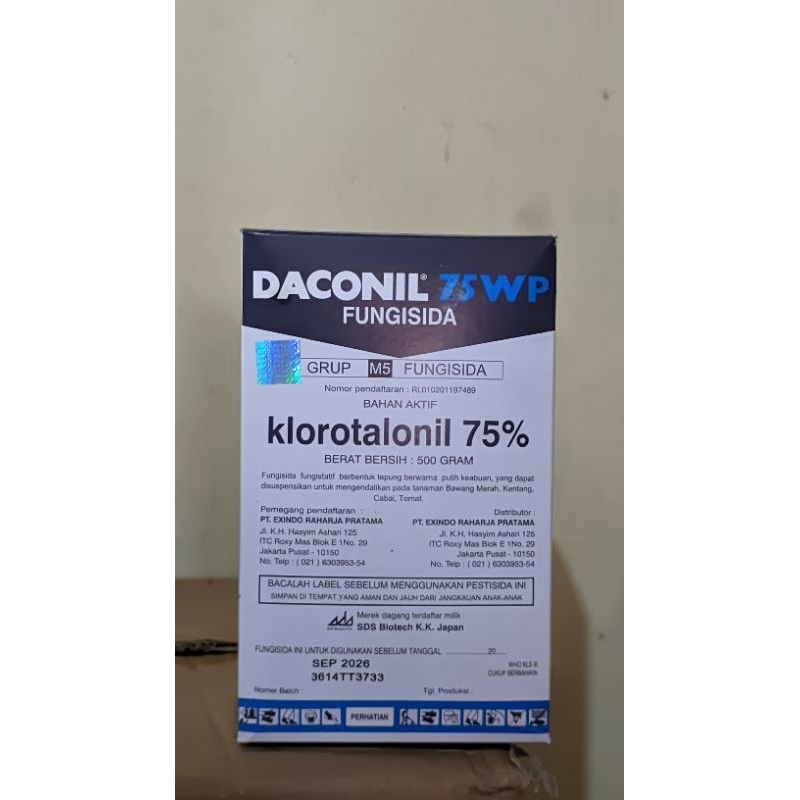 DACONIL® 75WP
FUNGISIDA
GRUP M5 FUNGISIDA
Nomor pendaftaran : RI.010201197489
BAHAN AKTIF
klorotalonil 75%
BERAT BERSIH : 500 GRAM
Fungisida fungistatif berbentuk tepung berwarna putih keabuan, yang dapat
disuspensikan untuk mengendalikan pada tanaman Bawang Merah, Kentang,
Cabai, Tomat.
Pemegang pendaftaran :
PT. EXINDO RAHARJA PRATAMA
Jl. K.H. Hasyim Ashari 125
ITC Roxy Mas Blok E 1No. 29
Jakarta Pusat - 10150
No. Telp : ( 021 ) 6303953-54
Distributor :
PT. EXINDO RAHARJA PRATAMA
Jl. K.H. Hasyim Ashari 125
ITC Roxy Mas Blok E 1No. 29
Jakarta Pusat - 10150
No. Telp : ( 021 ) 6303953-54
BACALAH LABEL SEBELUM MENGGUNAKAN PESTISIDA INI
SIMPAN DI TEMPAT YANG AMAN DAN JAUH DARI JANGKAUAN ANAK-ANAK
sds Merek dagang terdaftar milik :
SDS Biotech K.K. Japan
FUNGISIDA INI UNTUK DIGUNAKAN SEBELUM TANGGAL ..............20.....
SEP 2026
3614TT3733
WHO KLS III
CUKUP BERBAHAYA
Nomer Batch :
Tgl. Produksi :
PERHATIAN